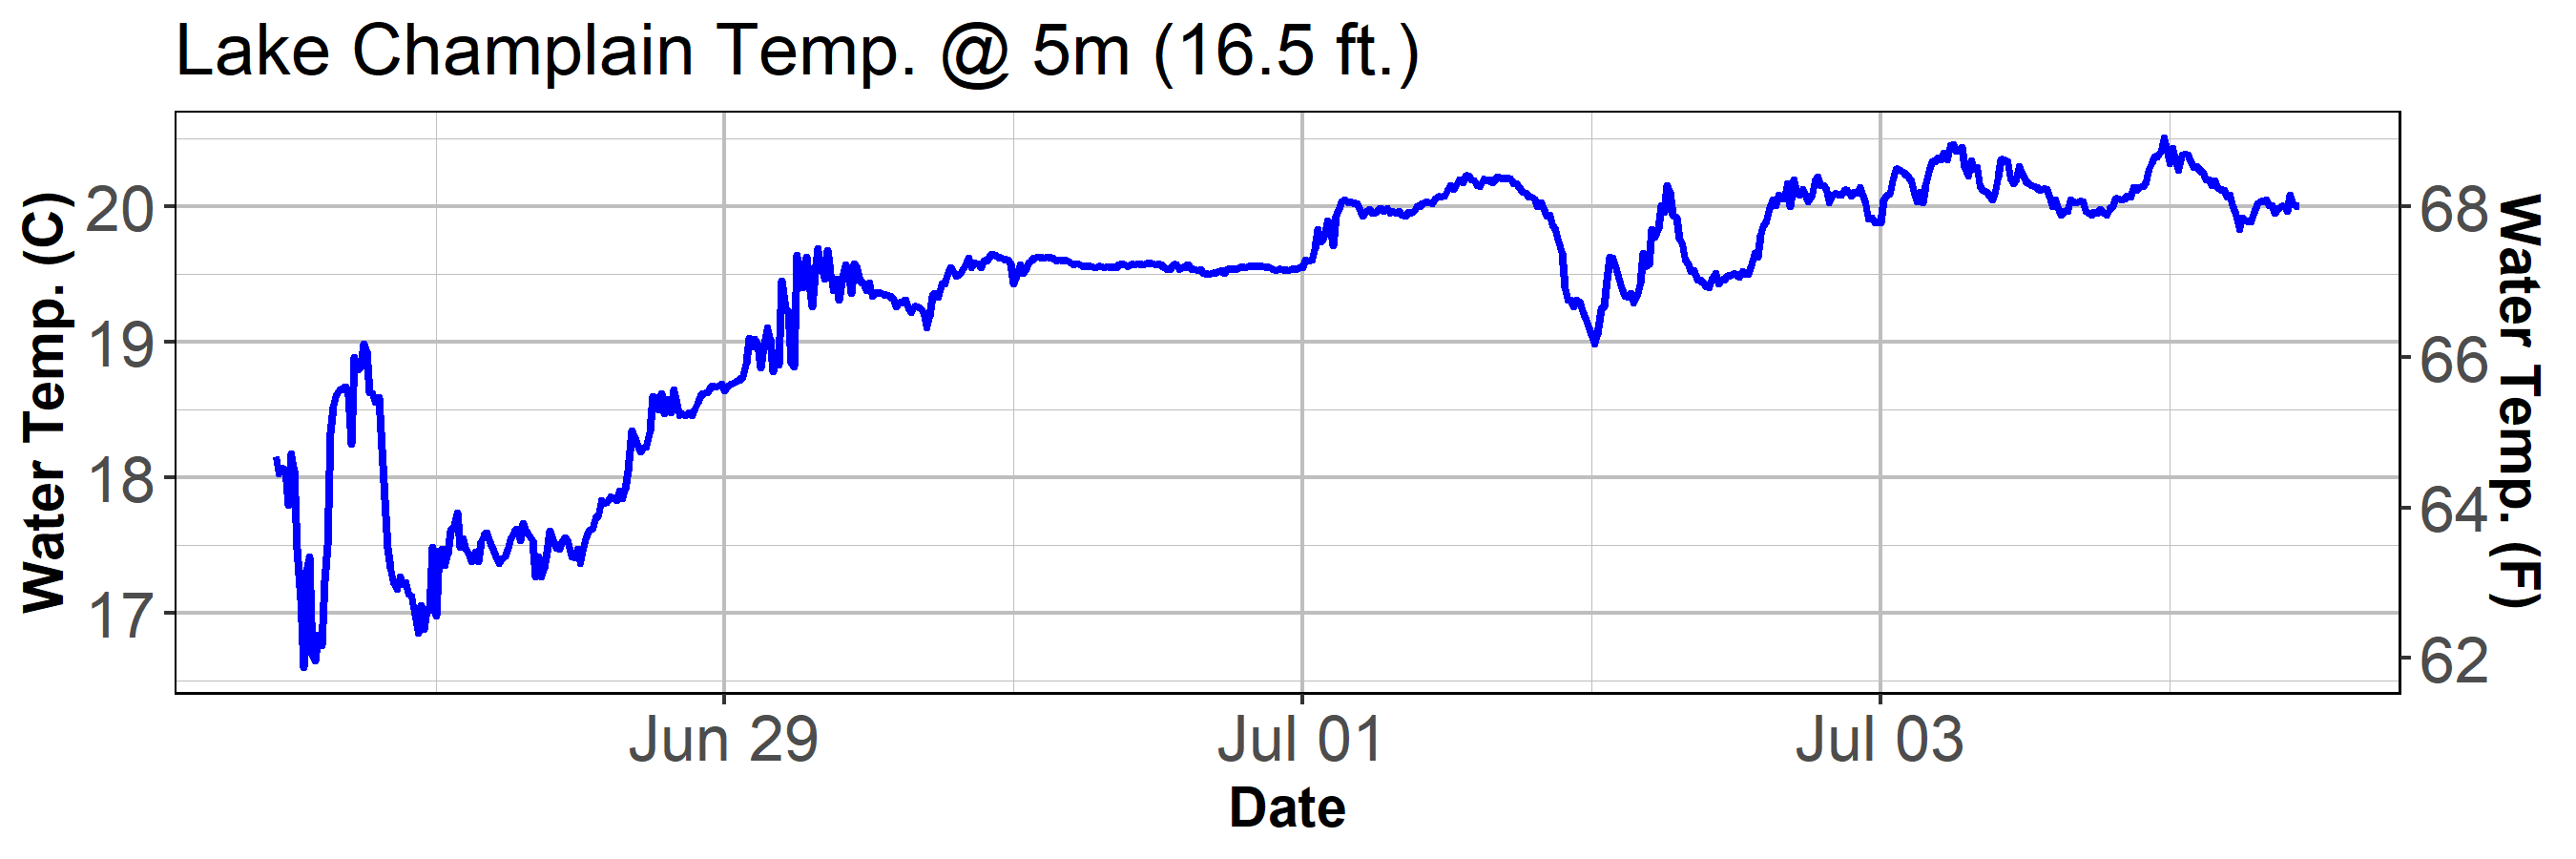 Lake Champlain Temp. @ 5m (16.5 ft.)
Water Temp. (C)
20
19
18
17
68
66
64
62
Water Temp. (F)
Jun 29
Jul 01
Jul 03
Date